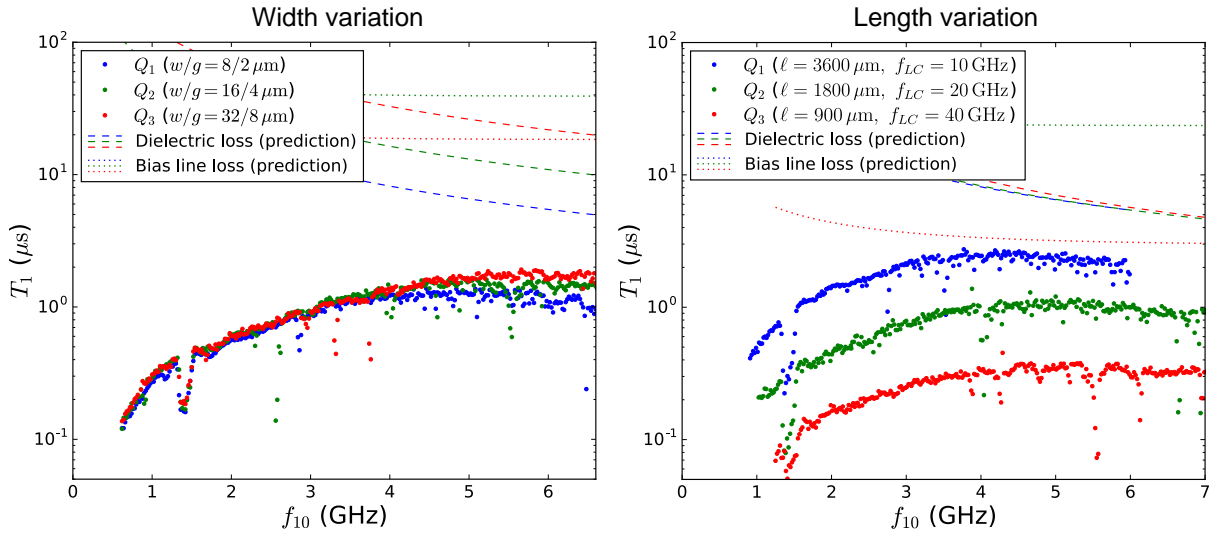 Width variation
10² 
10¹
10⁰
10⁻¹
T₁ (μs)
Q₁ (w/g = 8/2 μm)
Q₂ (w/g = 16/4 μm)
Q₃ (w/g = 32/8 μm)
Dielectric loss (prediction)
Bias line loss (prediction)
0 1 2 3 4 5 6
f₁₀ (GHz)
Length variation
10²
10¹
10⁰
10⁻¹
T₁ (μs)
Q₁ (ℓ = 3600 μm, f_LC = 10 GHz)
Q₂ (ℓ = 1800 μm, f_LC = 20 GHz)
Q₃ (ℓ = 900 μm, f_LC = 40 GHz)
Dielectric loss (prediction)
Bias line loss (prediction)
0 1 2 3 4 5 6 7
f₁₀ (GHz)